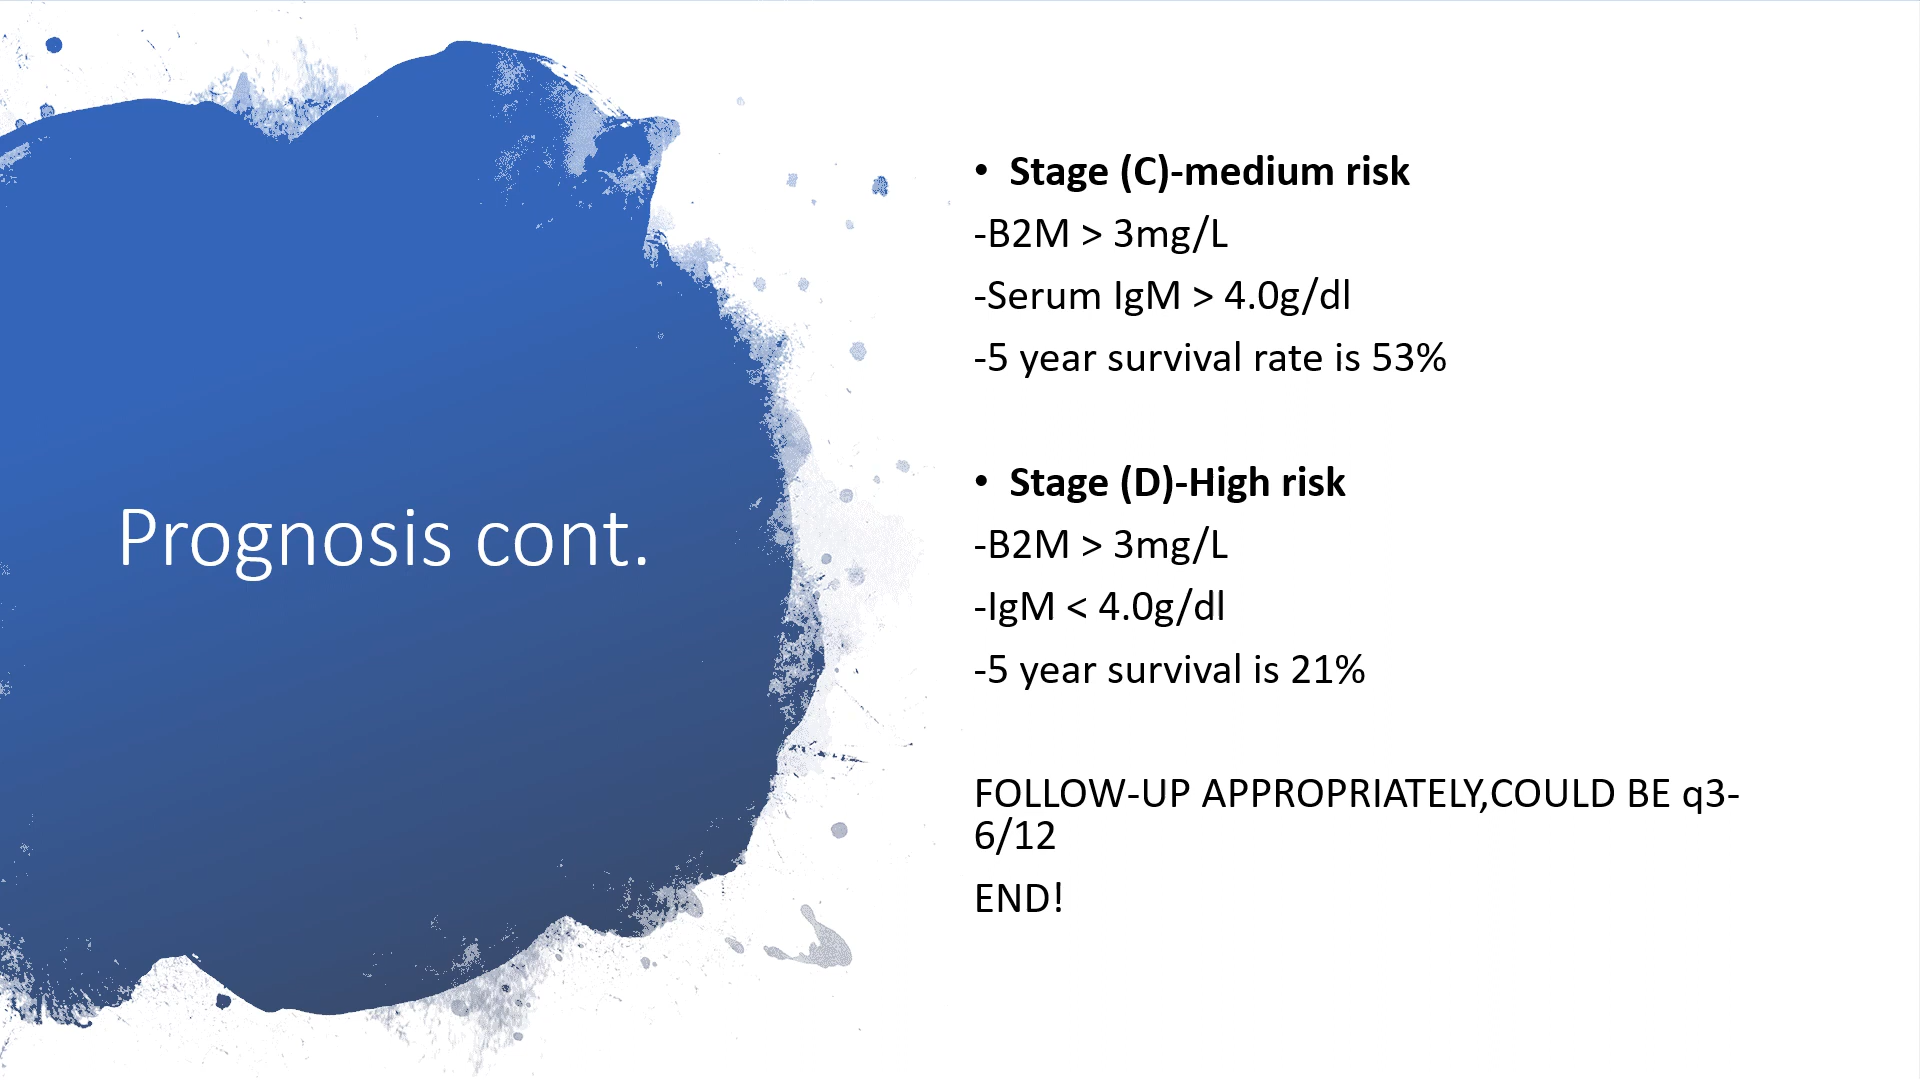 Prognosis cont.
• Stage (C)-medium risk
-B2M > 3mg/L
-Serum IgM > 4.0g/dl
-5 year survival rate is 53%
• Stage (D)-High risk
-B2M > 3mg/L
-IgM < 4.0g/dl
-5 year survival is 21%
FOLLOW-UP APPROPRIATELY,COULD BE q3-
6/12
END!